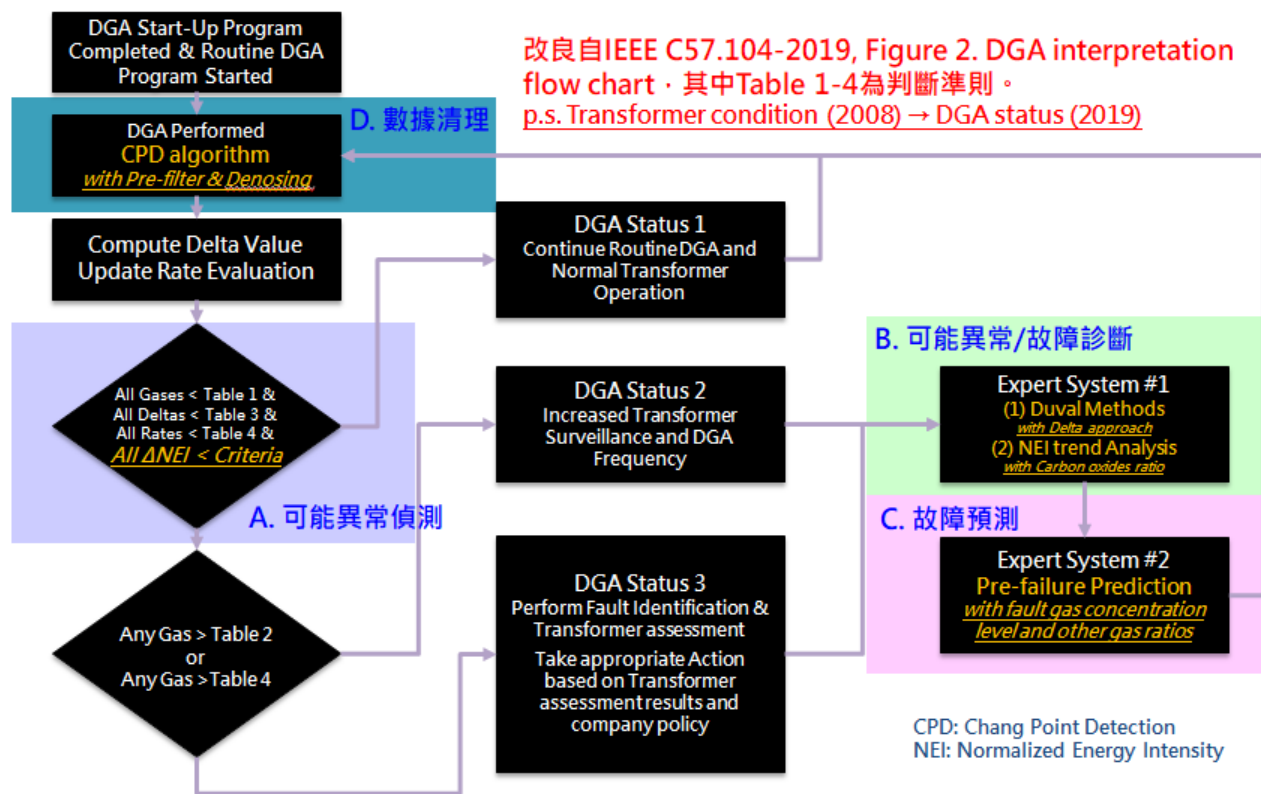 DGA Start-Up Program
Completed & Routine DGA
Program Started
改良自IEEE C57.104-2019, Figure 2. DGA interpretation
flow chart，其中Table 1-4為判斷準則。
p.s. Transformer condition (2008) → DGA status (2019)
D. 數據清理
DGA Performed
CPD algorithm
with Pre-filter & Denosing
Compute Delta Value
Update Rate Evaluation
DGA Status 1
Continue Routine DGA and
Normal Transformer
Operation
All Gases < Table 1 &
All Deltas < Table 3 &
All Rates < Table 4 &
All ΔNEI < Criteria
A. 可能異常偵測
DGA Status 2
Increased Transformer
Surveillance and DGA
Frequency
B. 可能異常/故障診斷
Expert System #1
(1) Duval Methods
with Delta approach
(2) NEI trend Analysis
with Carbon oxides ratio
C. 故障預測
Expert System #2
Pre-failure Prediction
with fault gas concentration
level and other gas ratios
Any Gas > Table 2
or
Any Gas >Table 4
DGA Status 3
Perform Fault Identification &
Transformer assessment
Take appropriate Action
based on Transformer
assessment results and
company policy
CPD: Chang Point Detection
NEI: Normalized Energy Intensity